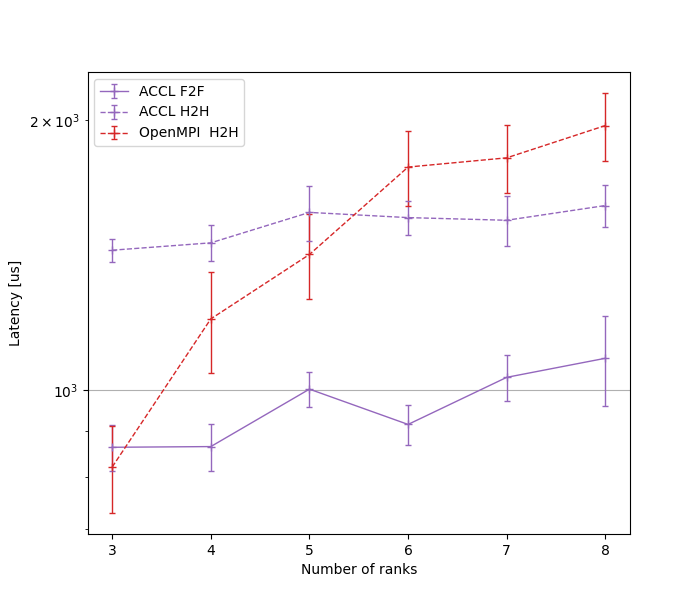 ACCL F2F
ACCL H2H
OpenMPI  H2H
2 × 10³
10³
Latency [us]
3 4 5 6 7 8
Number of ranks